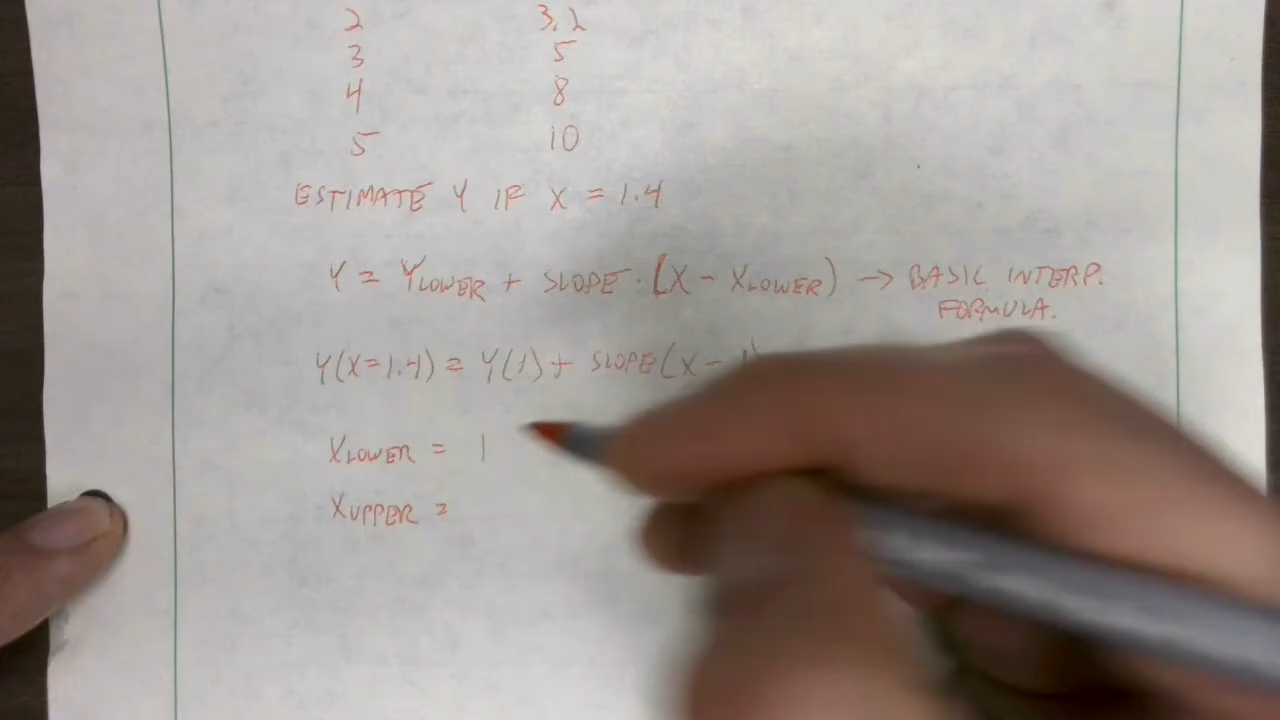 2 3.2
3 5
4 8
5 10
ESTIMATE Y IF X = 1.4
Y = YLOWER + SLOPE · (X - XLOWER) → BASIC INTERP.
FORMULA.
Y(X=1.4) = Y(1) + SLOPE(X - 1)
XLOWER = 1
XUPPER =